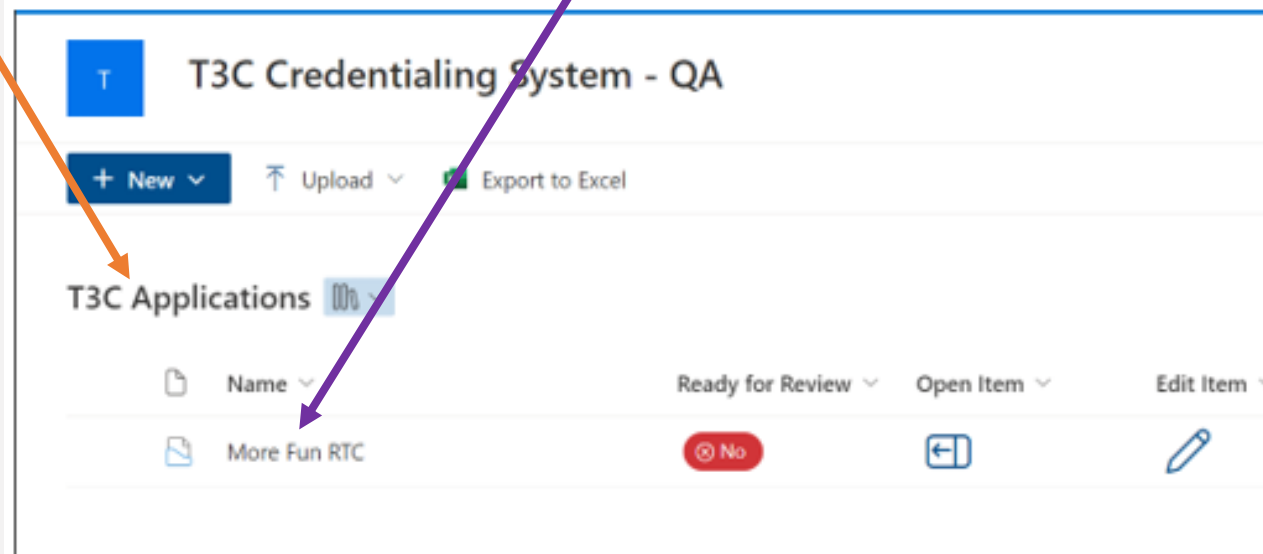 T
T3C Credentialing System - QA
+ New Upload Export to Excel
T3C Applications
Name Ready for Review Open Item Edit Item
More Fun RTC No